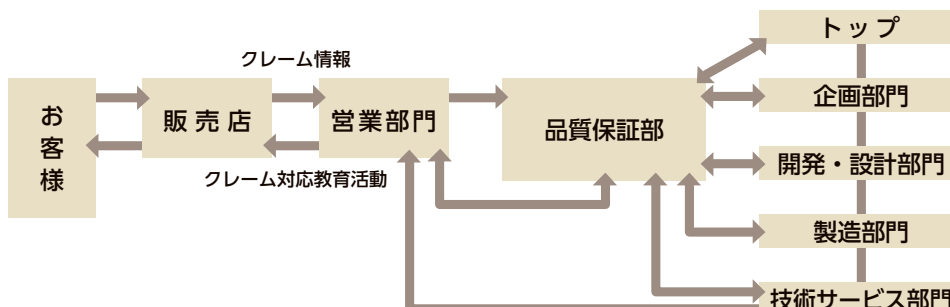 トップ
クレーム情報
企画部門
お客様
販売店
営業部門
品質保証部
開発・設計部門
クレーム対応教育活動
製造部門
技術サービス部門